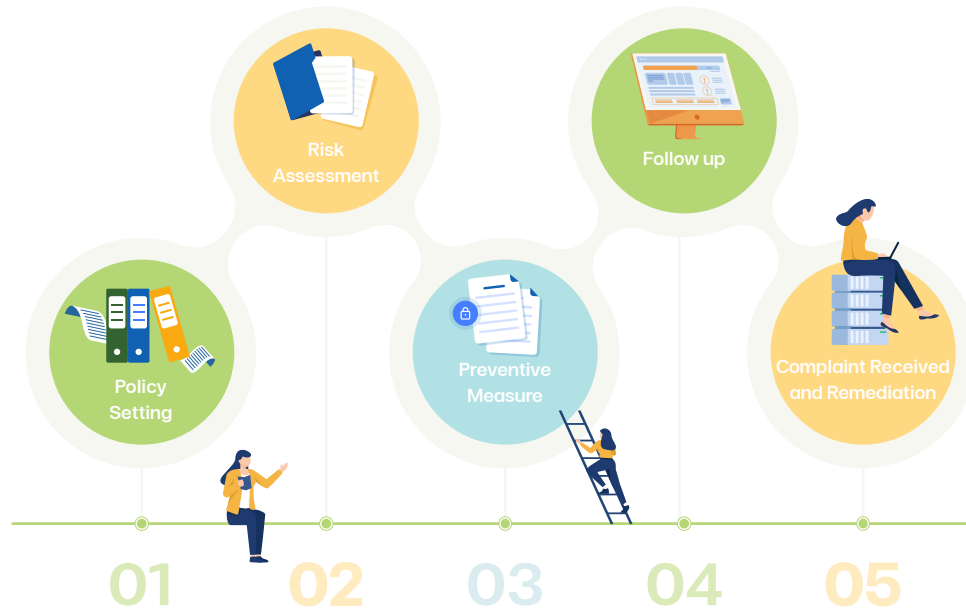 Policy
Setting
Risk
Assessment
Preventive
Measure
Follow up
Complaint Received
and Remediation
01
02
03
04
05